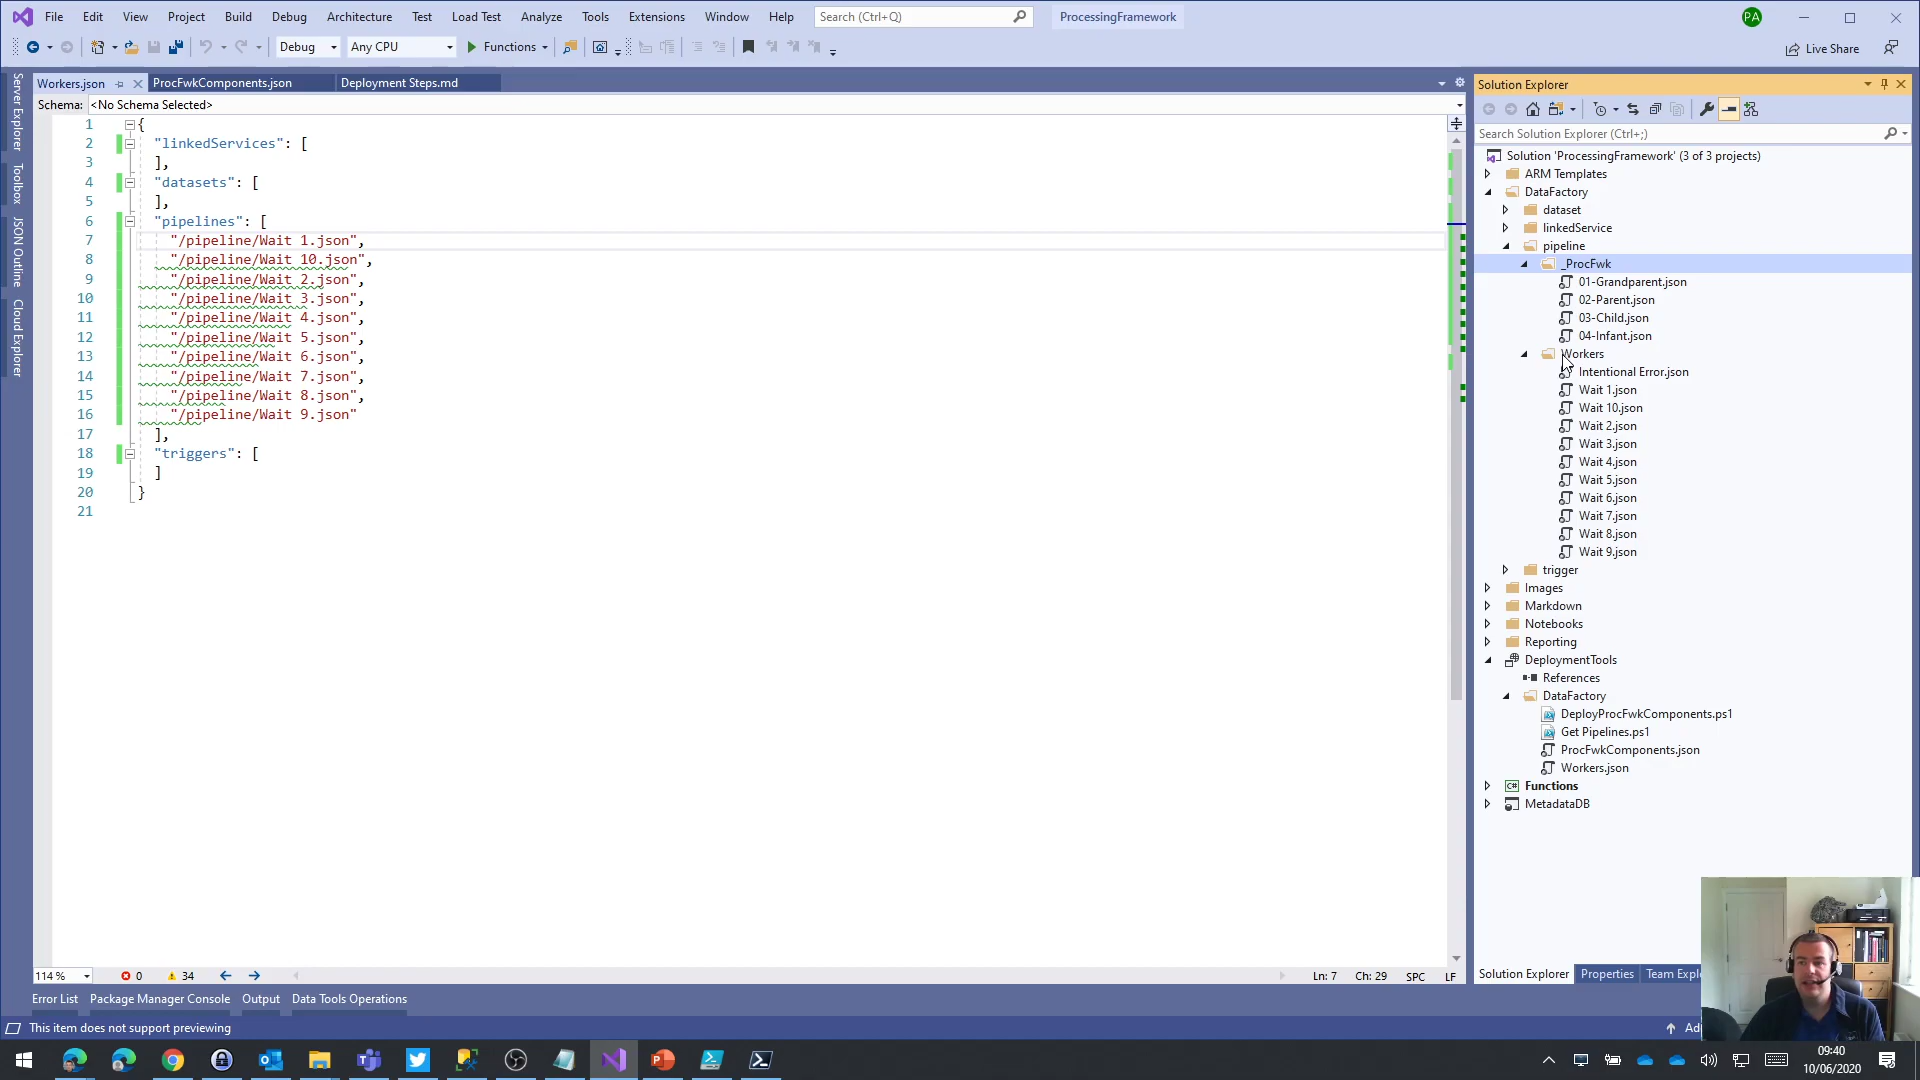 File Edit View Project Build Debug Architecture Test Load Test Analyze Tools Extensions Window Help Search (Ctrl+Q) ProcessingFramework PA
Debug Any CPU Functions Live Share
Workers.json ProcFwkComponents.json Deployment Steps.md
Schema: <No Schema Selected>
Server Explorer
Toolbox
JSON Outline
Cloud Explorer
1 {
2 "linkedServices": [
3 ],
4 "datasets": [
5 ],
6 "pipelines": [
7 "/pipeline/Wait 1.json",
8 "/pipeline/Wait 10.json",
9 "/pipeline/Wait 2.json",
10 "/pipeline/Wait 3.json",
11 "/pipeline/Wait 4.json",
12 "/pipeline/Wait 5.json",
13 "/pipeline/Wait 6.json",
14 "/pipeline/Wait 7.json",
15 "/pipeline/Wait 8.json",
16 "/pipeline/Wait 9.json"
17 ],
18 "triggers": [
19 ]
20 }
21
114 % 0 34 Ln: 7 Ch: 29 SPC LF
Solution Explorer
Search Solution Explorer (Ctrl+;)
Solution 'ProcessingFramework' (3 of 3 projects)
ARM Templates
DataFactory
dataset
linkedService
pipeline
_ProcFwk
01-Grandparent.json
02-Parent.json
03-Child.json
04-Infant.json
Workers
Intentional Error.json
Wait 1.json
Wait 10.json
Wait 2.json
Wait 3.json
Wait 4.json
Wait 5.json
Wait 6.json
Wait 7.json
Wait 8.json
Wait 9.json
trigger
Images
Markdown
Notebooks
Reporting
DeploymentTools
References
DataFactory
DeployProcFwkComponents.ps1
Get Pipelines.ps1
ProcFwkComponents.json
Workers.json
C# Functions
MetadataDB
Solution Explorer Properties Team Expl
Error List Package Manager Console Output Data Tools Operations
This item does not support previewing Ad
09:40
10/06/2020